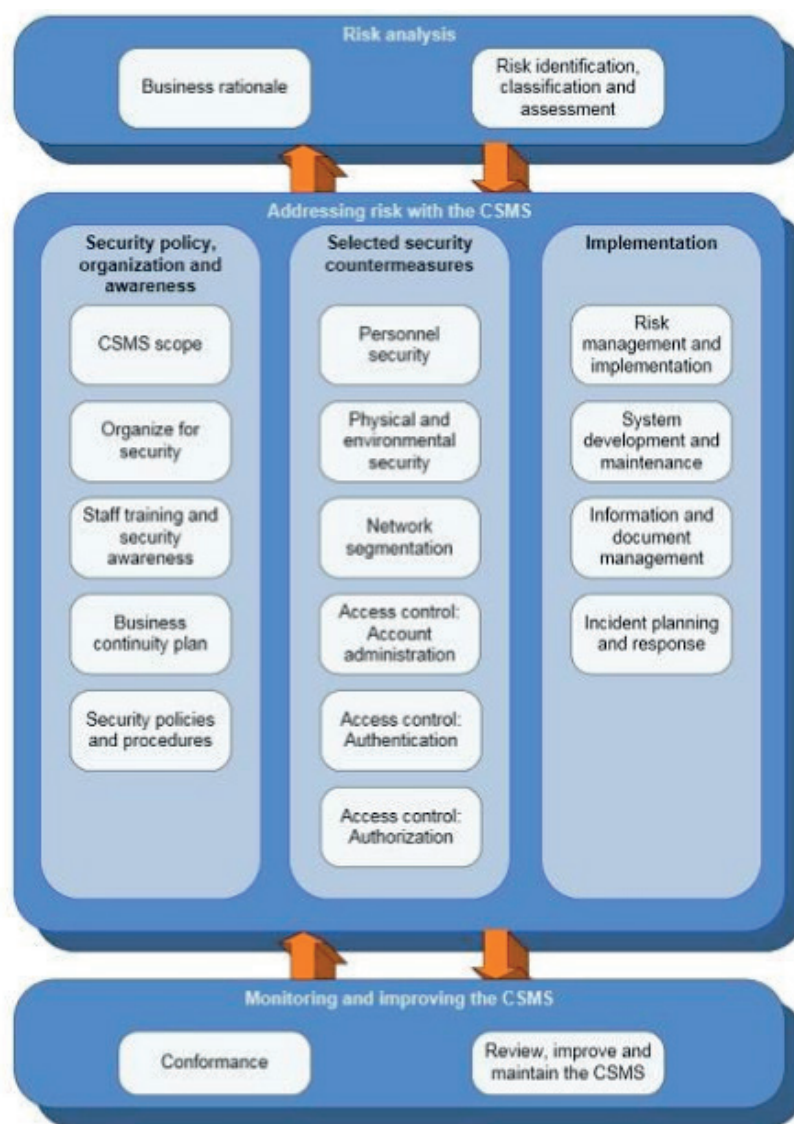 Risk analysis
Business rationale
Risk identification,
classification and
assessment
Addressing risk with the CSMS
Security policy,
organization and
awareness
CSMS scope
Organize for
security
Staff training and
security
awareness
Business
continuity plan
Security policies
and procedures
Selected security
countermeasures
Personnel
security
Physical and
environmental
security
Network
segmentation
Access control:
Account
administration
Access control:
Authentication
Access control:
Authorization
Implementation
Risk
management and
implementation
System
development and
maintenance
Information and
document
management
Incident planning
and response
Monitoring and improving the CSMS
Conformance
Review, improve and
maintain the CSMS